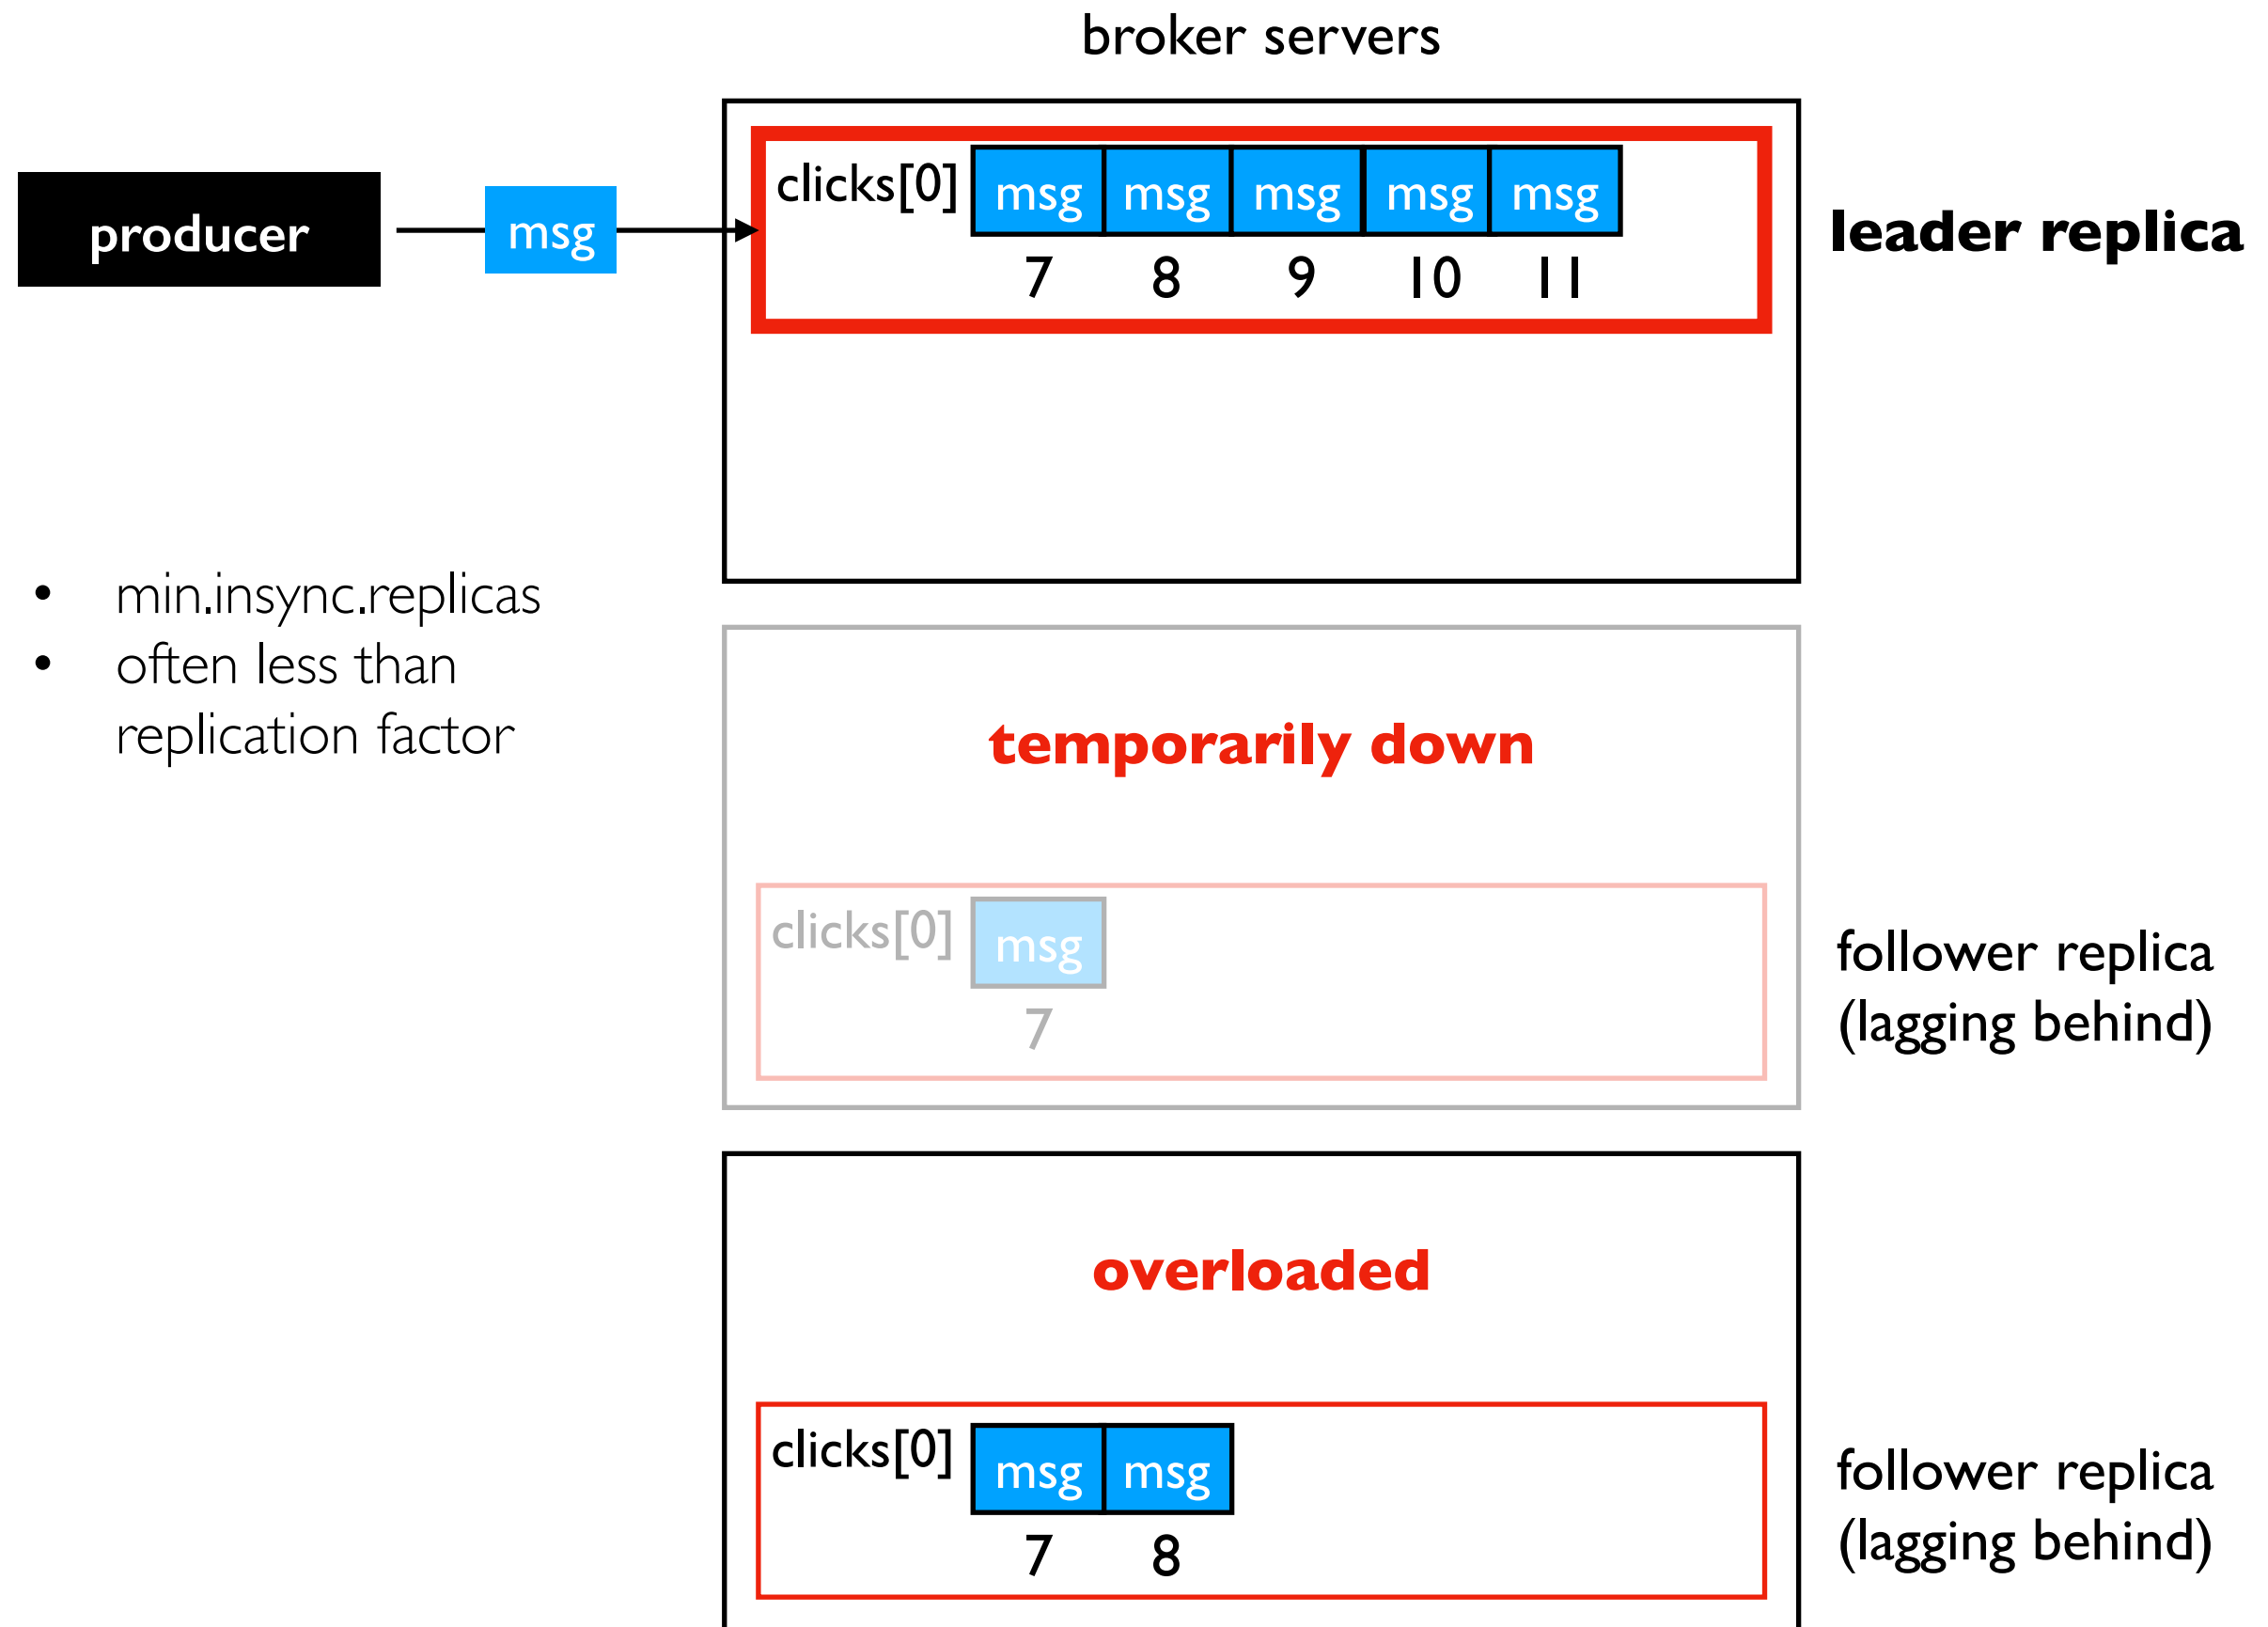 broker servers
producer
msg
clicks[0]
msg msg msg msg msg
7 8 9 10 11
leader replica
• min.insync.replicas
• often less than
replication factor
temporarily down
clicks[0]
msg
7
follower replica
(lagging behind)
overloaded
clicks[0]
msg msg
7 8
follower replica
(lagging behind)